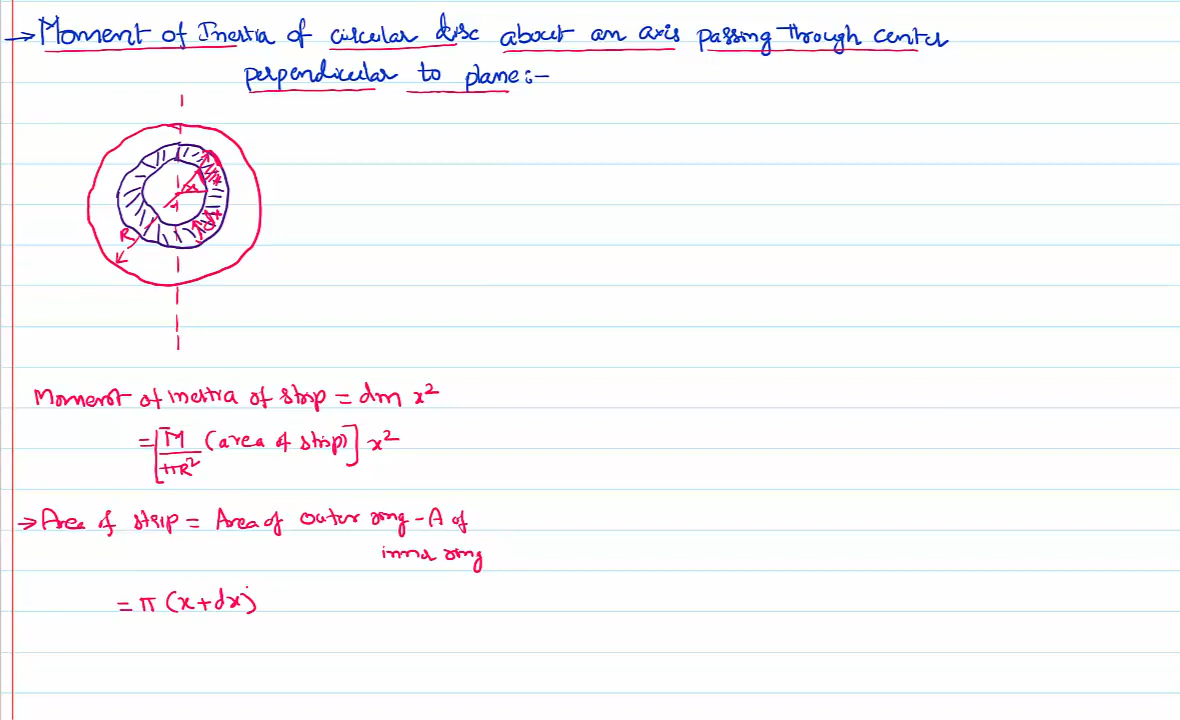 → Moment of Inertia of circular disc about an axis passing through center
perpendicular to plane:-
x
dx
R
Moment of inertia of strip = dm x²
= [M/πR² (area of strip)] x²
→ Area of strip = Area of outer ring - A of
inner ring
= π (x+dx)